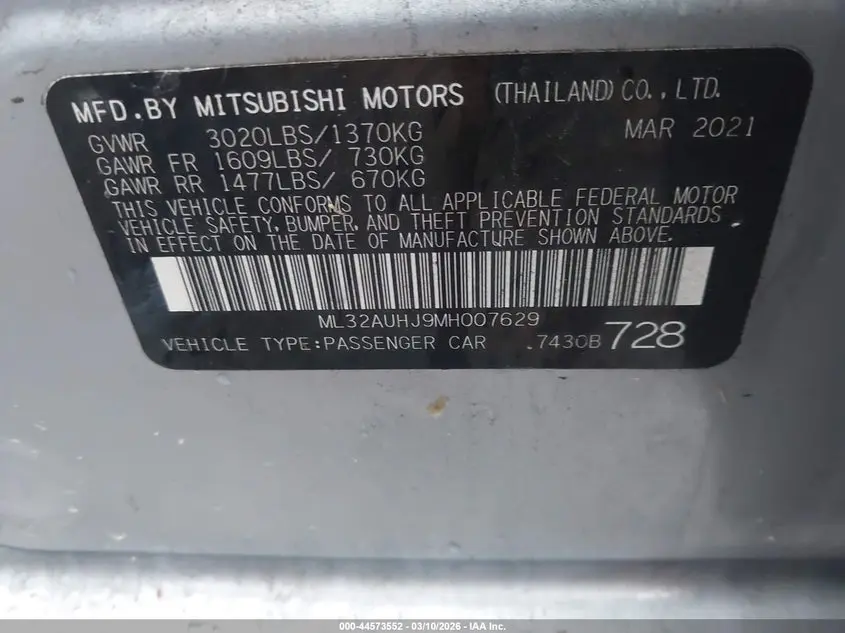 MFD.BY MITSUBISHI MOTORS (THAILAND)CO.,LTD.
GVWR 3020LBS/1370KG MAR 2021
GAWR FR 1609LBS/ 730KG
GAWR RR 1477LBS/ 670KG
THIS VEHICLE CONFORMS TO ALL APPLICABLE FEDERAL MOTOR
VEHICLE SAFETY, BUMPER, AND THEFT PREVENTION STANDARDS
IN EFFECT ON THE DATE OF MANUFACTURE SHOWN ABOVE.
ML32AUHJ9MH007629
VEHICLE TYPE:PASSENGER CAR .7430B 728
000-44573552 — 03/10/2026 — IAA Inc.